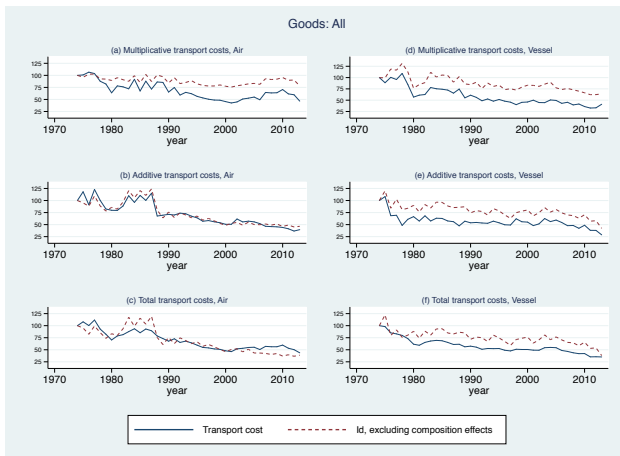 Goods: All
(a) Multiplicative transport costs, Air
125
100
75
50
25
1970 1980 1990 2000 2010
year
(d) Multiplicative transport costs, Vessel
125
100
75
50
25
1970 1980 1990 2000 2010
year
(b) Additive transport costs, Air
125
100
75
50
25
1970 1980 1990 2000 2010
year
(e) Additive transport costs, Vessel
125
100
75
50
25
1970 1980 1990 2000 2010
year
(c) Total transport costs, Air
125
100
75
50
25
1970 1980 1990 2000 2010
year
(f) Total transport costs, Vessel
125
100
75
50
25
1970 1980 1990 2000 2010
year
Transport cost
Id, excluding composition effects